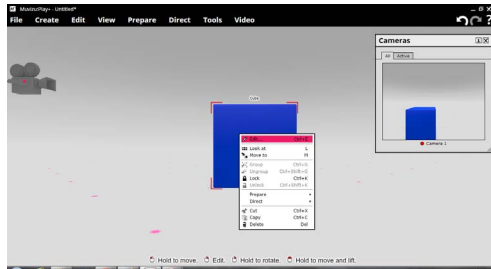 MuvizuPlay+ - Untitled*
File Create Edit View Prepare Direct Tools Video
Cameras
All Active
Camera 1
Cube
Edit... Ctrl+E
Look at L
Move to M
Group Ctrl+G
Ungroup Ctrl+Shift+G
Lock Ctrl+K
Unlock Ctrl+Shift+K
Prepare
Direct
Cut Ctrl+X
Copy Ctrl+C
Delete Del
Hold to move. Edit. Hold to rotate. Hold to move and lift.